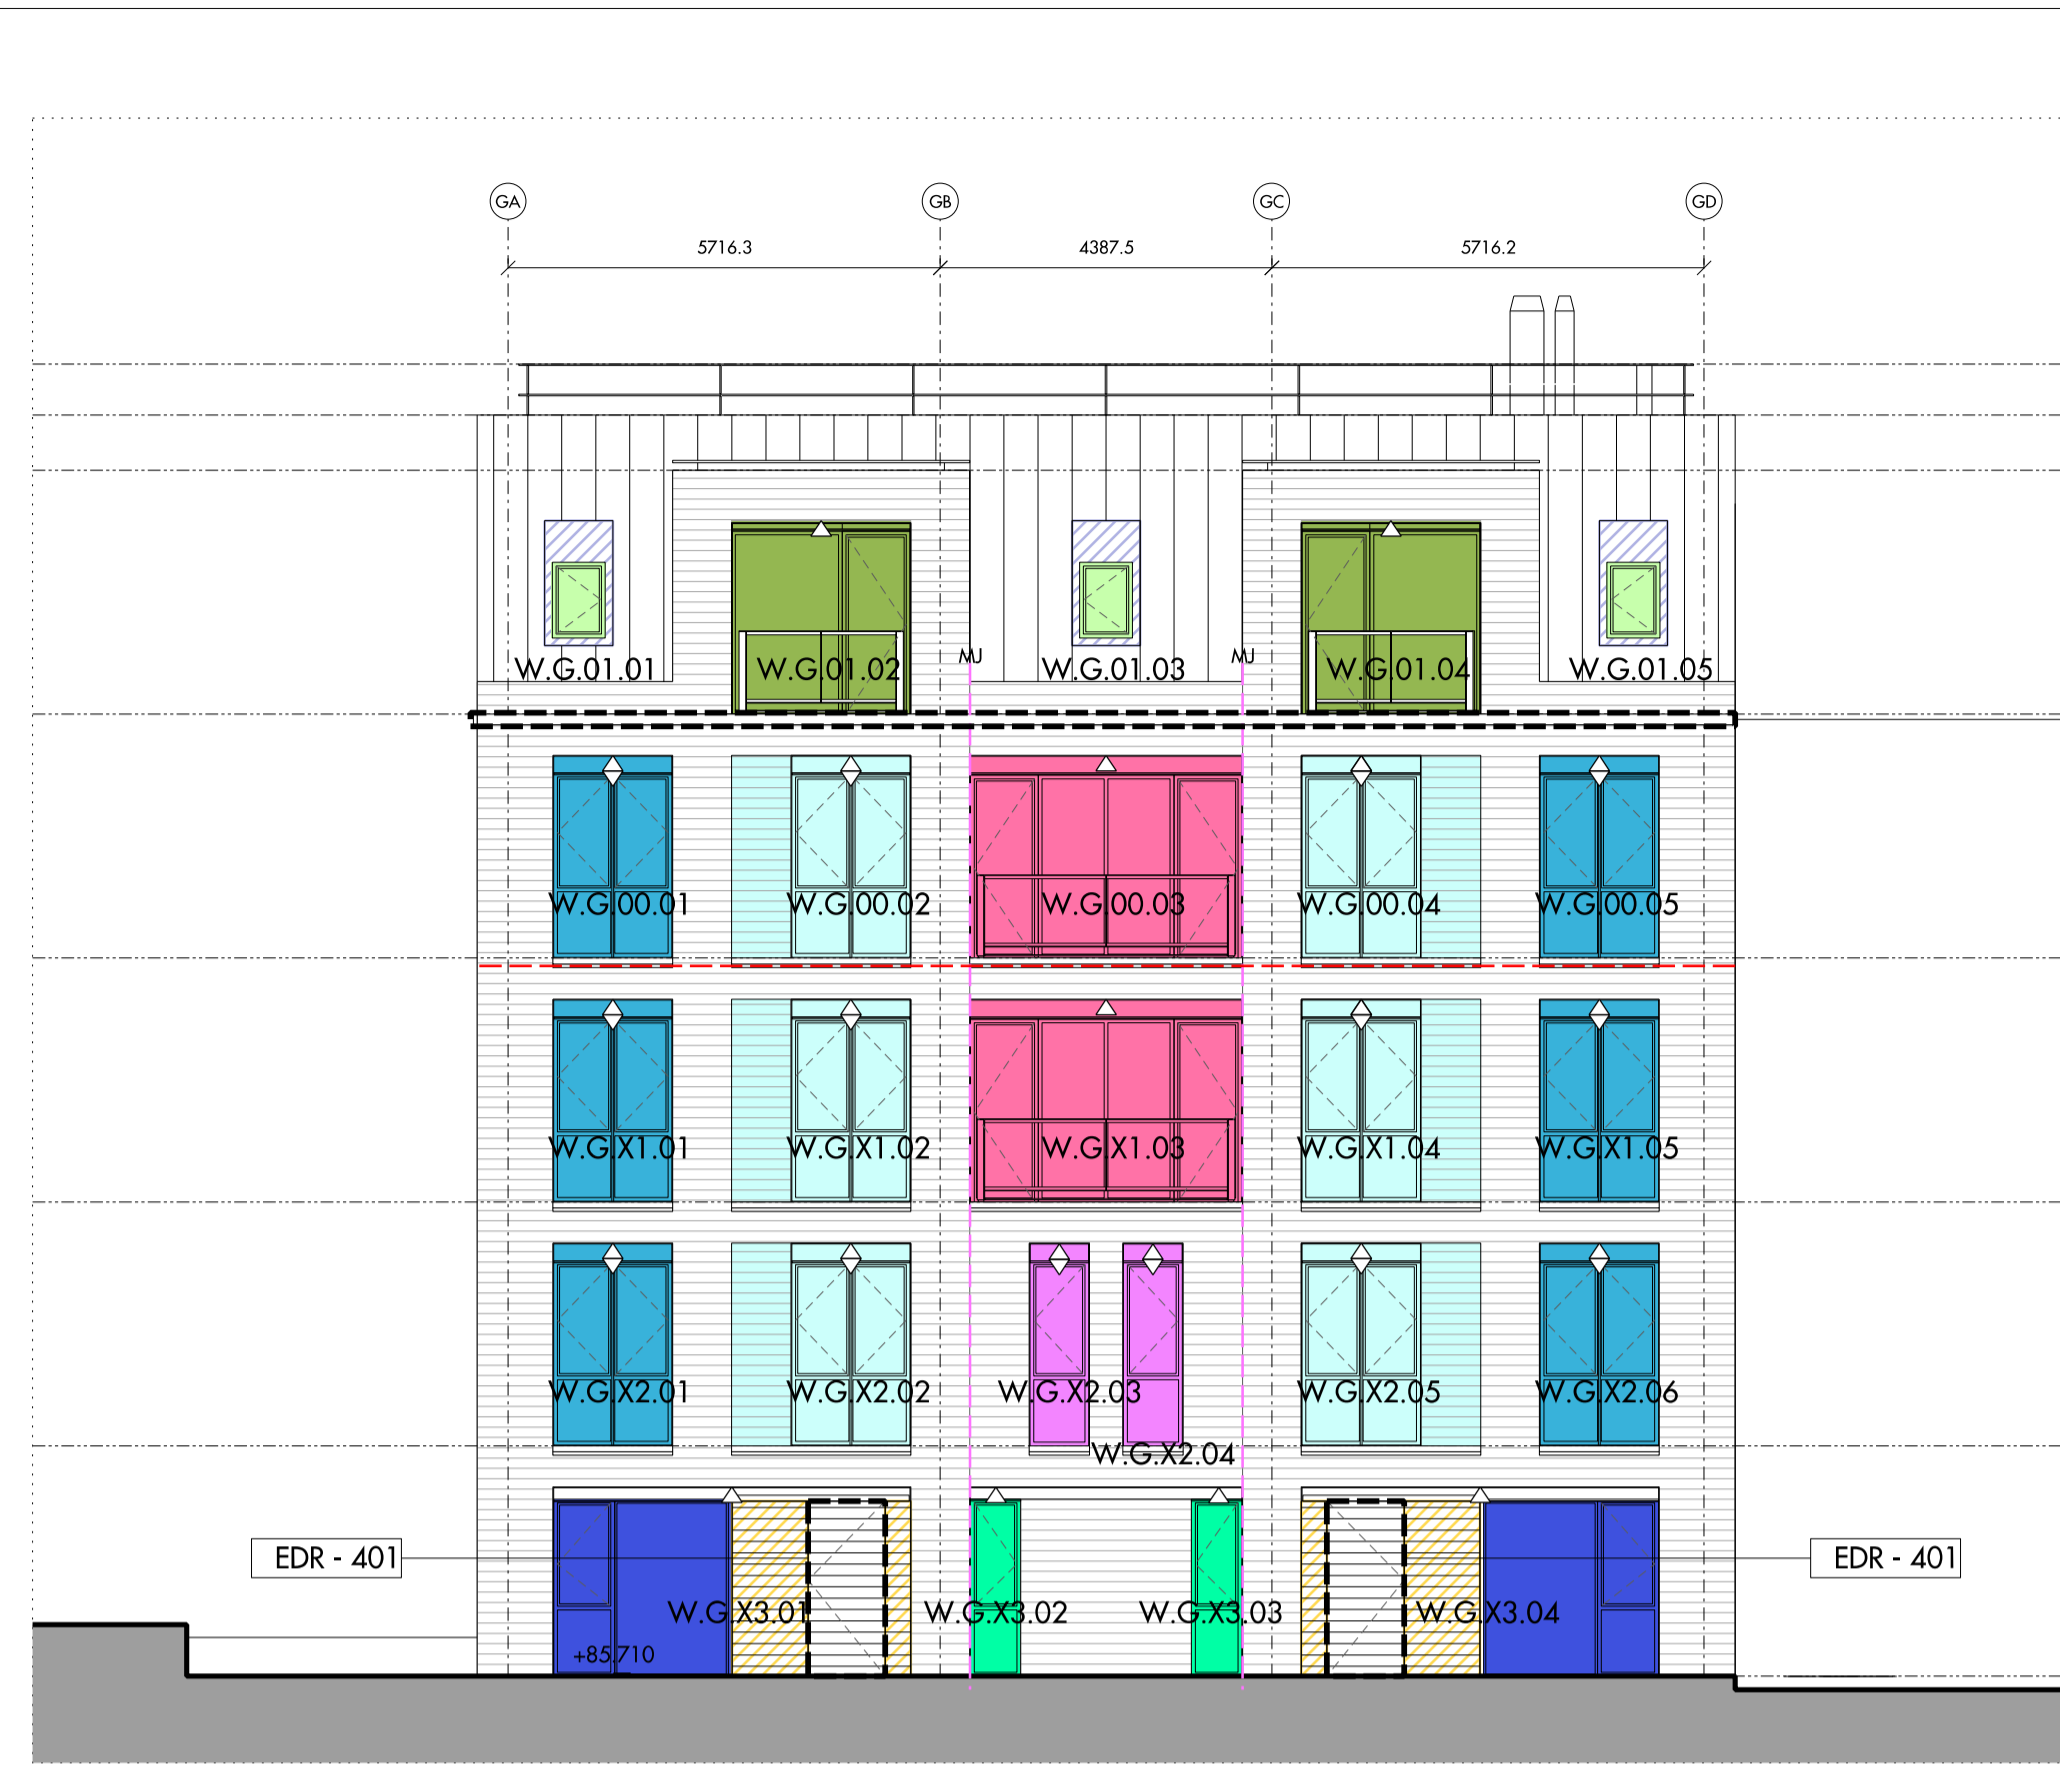 GA GB GC GD
5716.3 4387.5 5716.2
MJ MJ
W.G.01.01 W.G.01.02 W.G.01.03 W.G.01.04 W.G.01.05
W.G.00.01 W.G.00.02 W.G.00.03 W.G.00.04 W.G.00.05
W.G.X1.01 W.G.X1.02 W.G.X1.03 W.G.X1.04 W.G.X1.05
W.G.X2.01 W.G.X2.02 W.G.X2.03 W.G.X2.05 W.G.X2.06
W.G.X2.04
EDR - 401 EDR - 401
W.G.X3.01 W.G.X3.02 W.G.X3.03 W.G.X3.04
+85.710